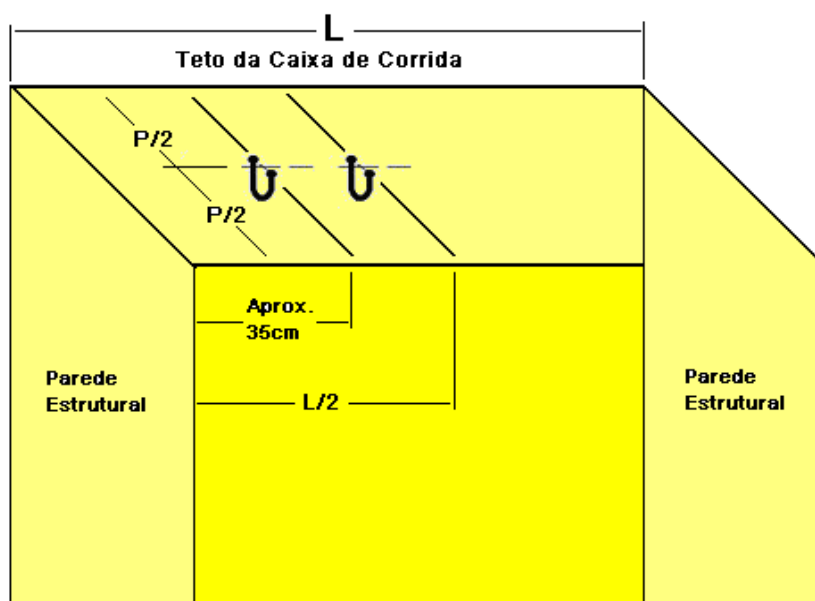 L
Teto da Caixa de Corrida
P/2
P/2
Aprox.
35cm
Parede
Estrutural
L/2
Parede
Estrutural